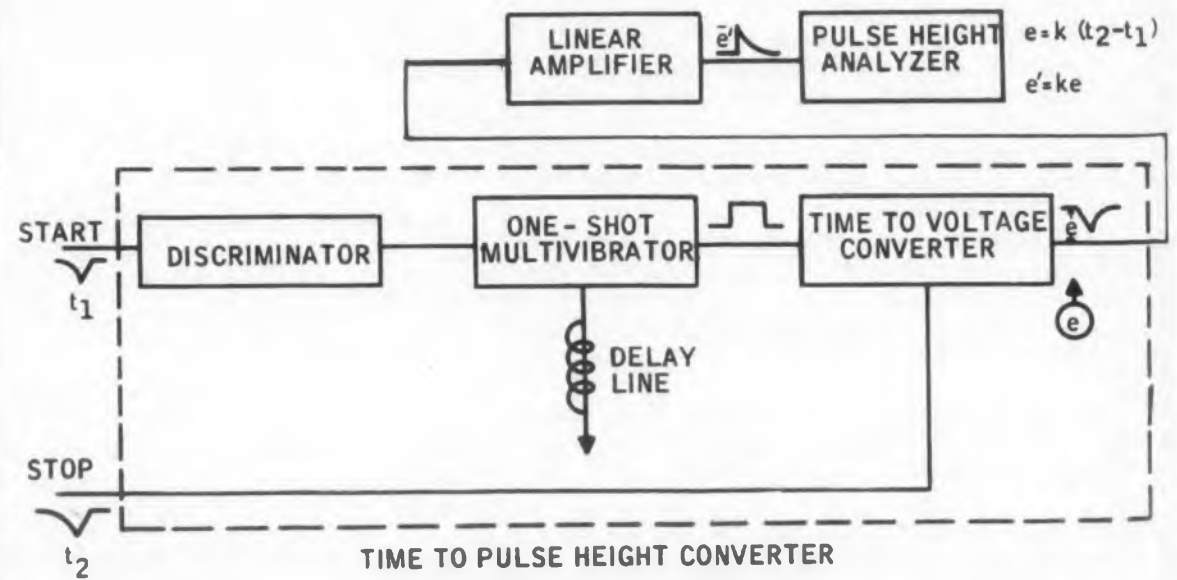 LINEAR
AMPLIFIER
e'
PULSE HEIGHT
ANALYZER
e=k (t2-t1)
e'=ke
START
t1
DISCRIMINATOR
ONE-SHOT
MULTIVIBRATOR
TIME TO VOLTAGE
CONVERTER
e
e
DELAY
LINE
STOP
t2
TIME TO PULSE HEIGHT CONVERTER